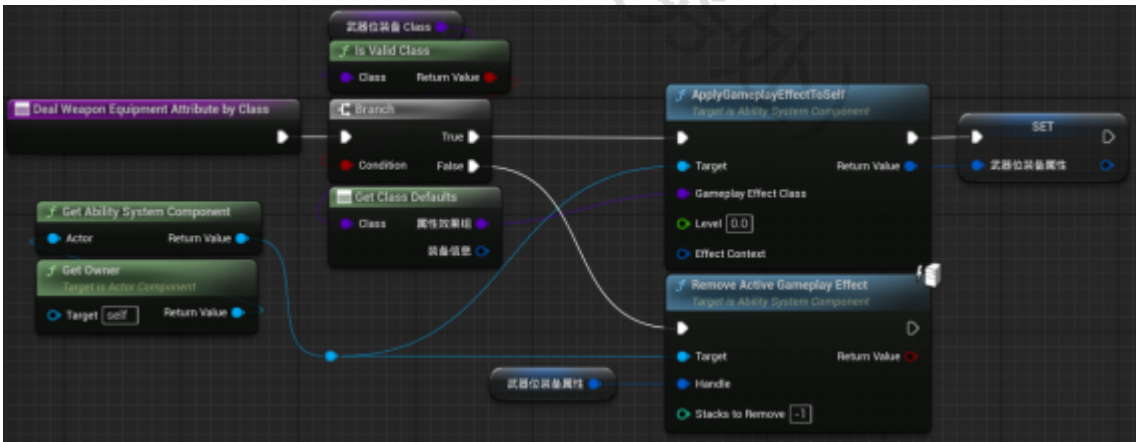 武器位装备 Class
f Is Valid Class
Class Return Value
Deal Weapon Equipment Attribute by Class
Branch
True
Condition False
Get Class Defaults
Class 属性效果组
装备信息
f Get Ability System Component
Actor Return Value
f Get Owner
Target is Actor Component
Target self Return Value
f ApplyGameplayEffectToSelf
Target is Ability System Component
Target Return Value
Gameplay Effect Class
Level 0.0
Effect Context
SET
武器位装备属性
f Remove Active Gameplay Effect
Target is Ability System Component
Target Return Value
武器位装备属性
Handle
Stacks to Remove -1